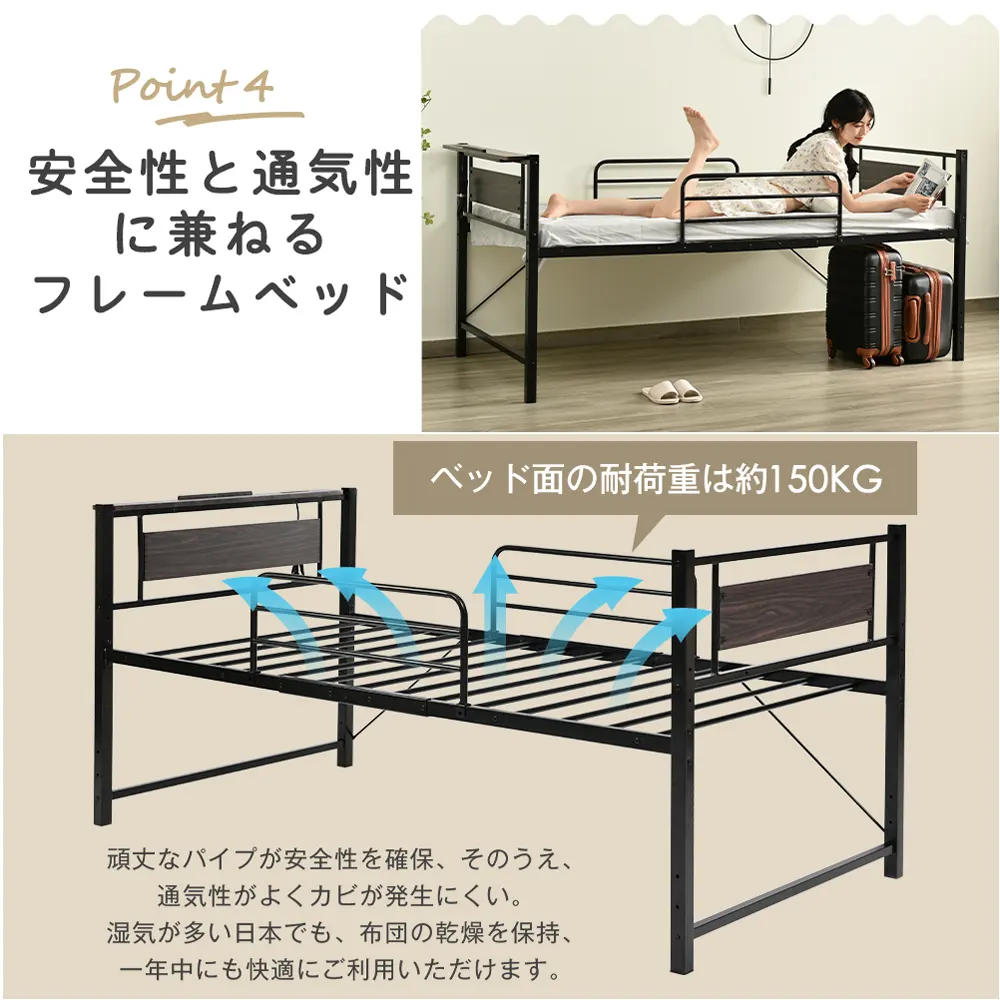 Point 4
安全性と通気性
に兼ねる
フレームベッド
ベッド面の耐荷重は約150KG
頑丈なパイプが安全性を確保、そのうえ、
通気性がよくカビが発生にくい。
湿気が多い日本でも、布団の乾燥を保持、
一年中にも快適にご利用いただけます。